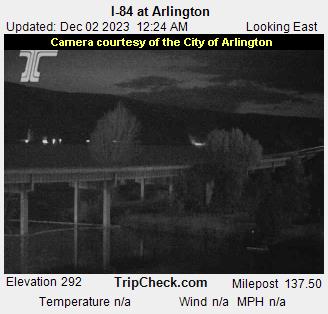 I-84 at Arlington
Updated: Dec 02 2023 12:24 AM Looking East
Camera courtesy of the City of Arlington
Elevation 292 TripCheck.com Milepost 137.50
Temperature n/a Wind n/a MPH n/a